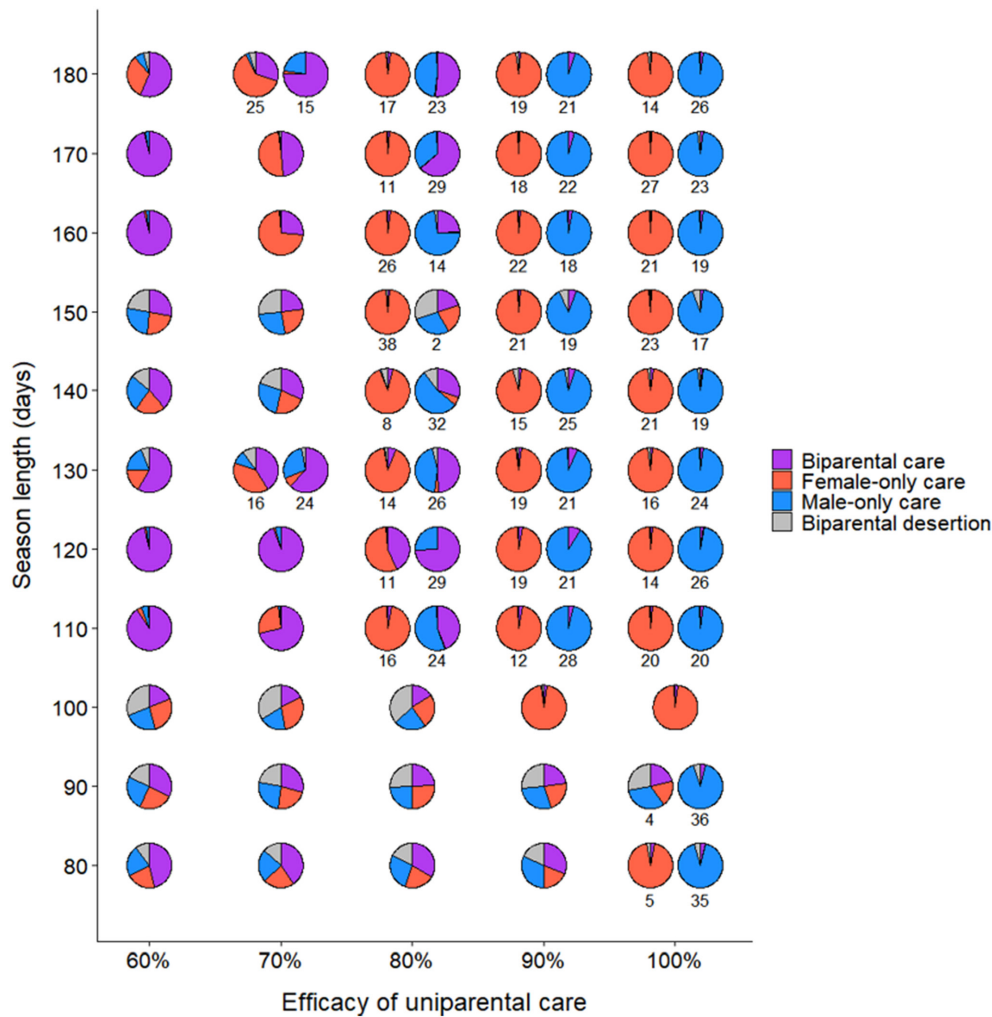 180
25 15 17 23 19 21 14 26
170
11 29 18 22 27 23
160
26 14 22 18 21 19
150
38 2 21 19 23 17
140
8 32 15 25 21 19
130
16 24 14 26 19 21 16 24
120
11 29 19 21 14 26
110
16 24 12 28 20 20
100
90
4 36
80
5 35
Season length (days)
60% 70% 80% 90% 100%
Efficacy of uniparental care
Biparental care
Female-only care
Male-only care
Biparental desertion